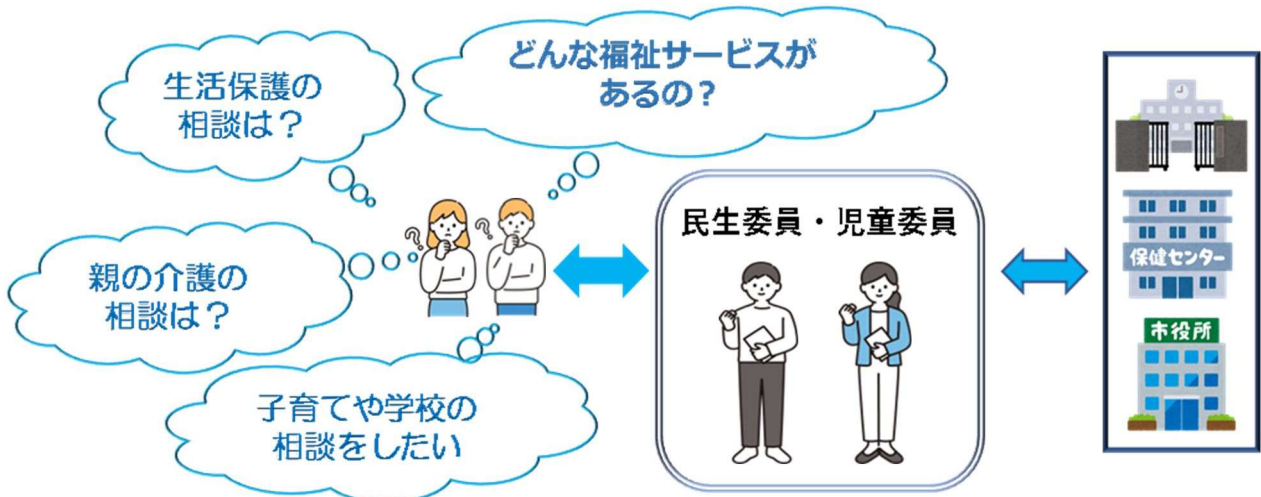 どんな福祉サービスが
あるの？
生活保護の
相談は？
親の介護の
相談は？
子育てや学校の
相談をしたい
民生委員・児童委員
保健センター
市役所